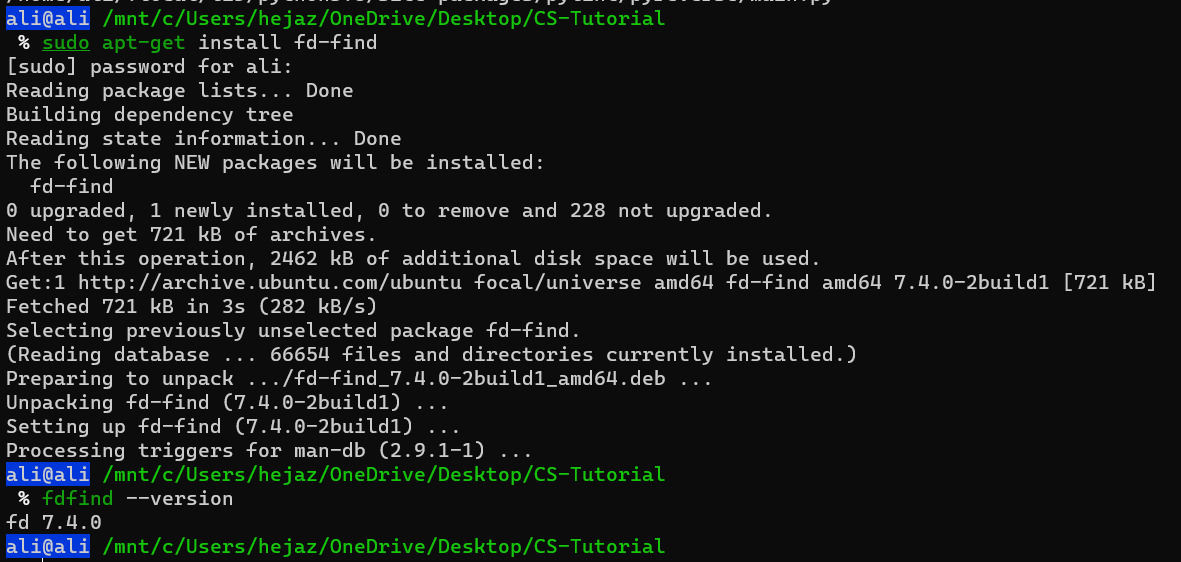 ali@ali /mnt/c/Users/hejaz/OneDrive/Desktop/CS-Tutorial
% sudo apt-get install fd-find
[sudo] password for ali:
Reading package lists... Done
Building dependency tree
Reading state information... Done
The following NEW packages will be installed:
  fd-find
0 upgraded, 1 newly installed, 0 to remove and 228 not upgraded.
Need to get 721 kB of archives.
After this operation, 2462 kB of additional disk space will be used.
Get:1 http://archive.ubuntu.com/ubuntu focal/universe amd64 fd-find amd64 7.4.0-2build1 [721 kB]
Fetched 721 kB in 3s (282 kB/s)
Selecting previously unselected package fd-find.
(Reading database ... 66654 files and directories currently installed.)
Preparing to unpack .../fd-find_7.4.0-2build1_amd64.deb ...
Unpacking fd-find (7.4.0-2build1) ...
Setting up fd-find (7.4.0-2build1) ...
Processing triggers for man-db (2.9.1-1) ...
ali@ali /mnt/c/Users/hejaz/OneDrive/Desktop/CS-Tutorial
% fdfind --version
fd 7.4.0
ali@ali /mnt/c/Users/hejaz/OneDrive/Desktop/CS-Tutorial